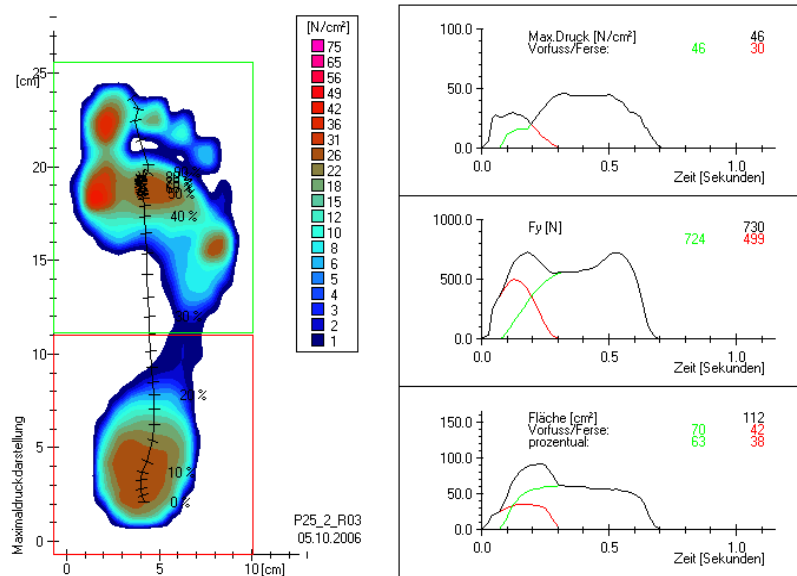 [N/cm²]
75
65
56
49
42
36
31
26
22
18
15
12
10
8
6
5
4
3
2
1
25
[cm]
20
15
10
5
0
Maximaldruckdarstellung
50 %
40 %
20 %
10 %
0 %
P25_2_R03
05.10.2006
0 5 10 [cm]
100.0
50.0
0.0
Max.Druck [N/cm²] 46
Vorfuss/Ferse: 46 30
0.0 0.5 1.0
Zeit [Sekunden]
1000.0
500.0
0.0
Fy [N] 730
724 499
0.0 0.5 1.0
Zeit [Sekunden]
150.0
100.0
50.0
0.0
Fläche [cm²] 112
Vorfuss/Ferse: 70 42
prozentual: 63 38
0.0 0.5 1.0
Zeit [Sekunden]